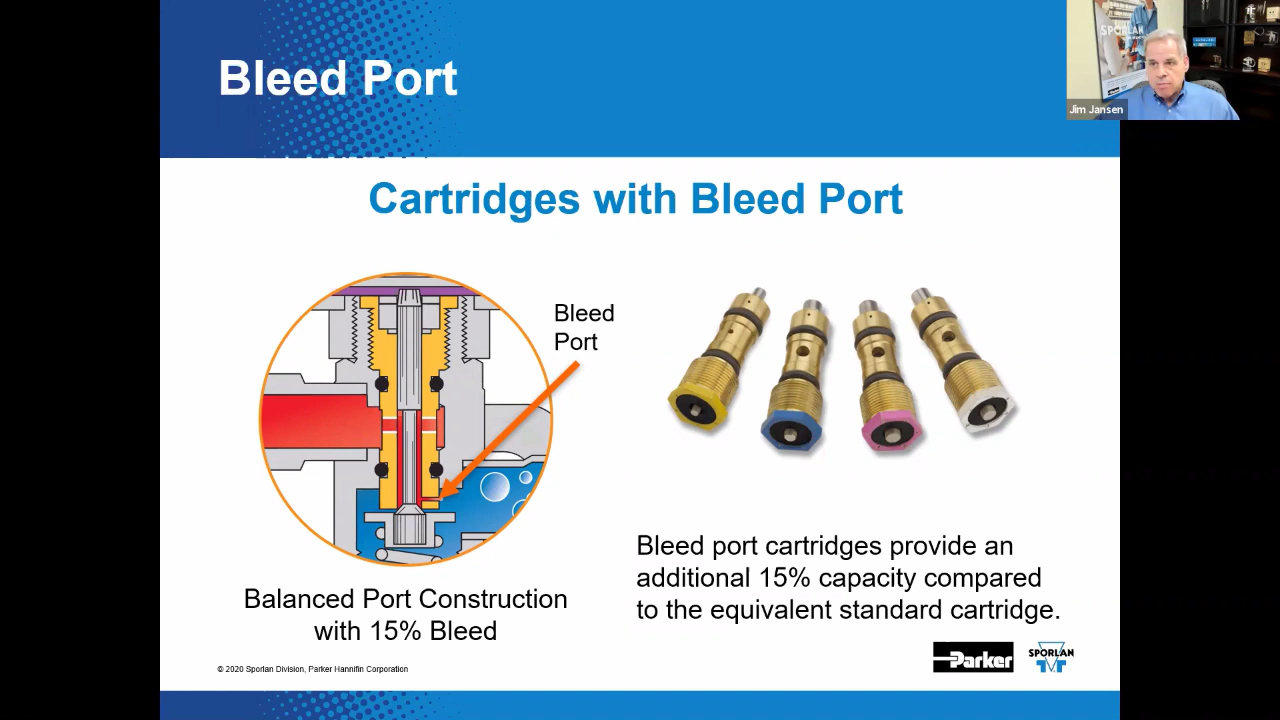 Bleed Port
SPORLAN
Jim Jansen
Cartridges with Bleed Port
Bleed
Port
Balanced Port Construction
with 15% Bleed
Bleed port cartridges provide an
additional 15% capacity compared
to the equivalent standard cartridge.
Parker
SPORLAN
© 2020 Sporlan Division, Parker Hannifin Corporation